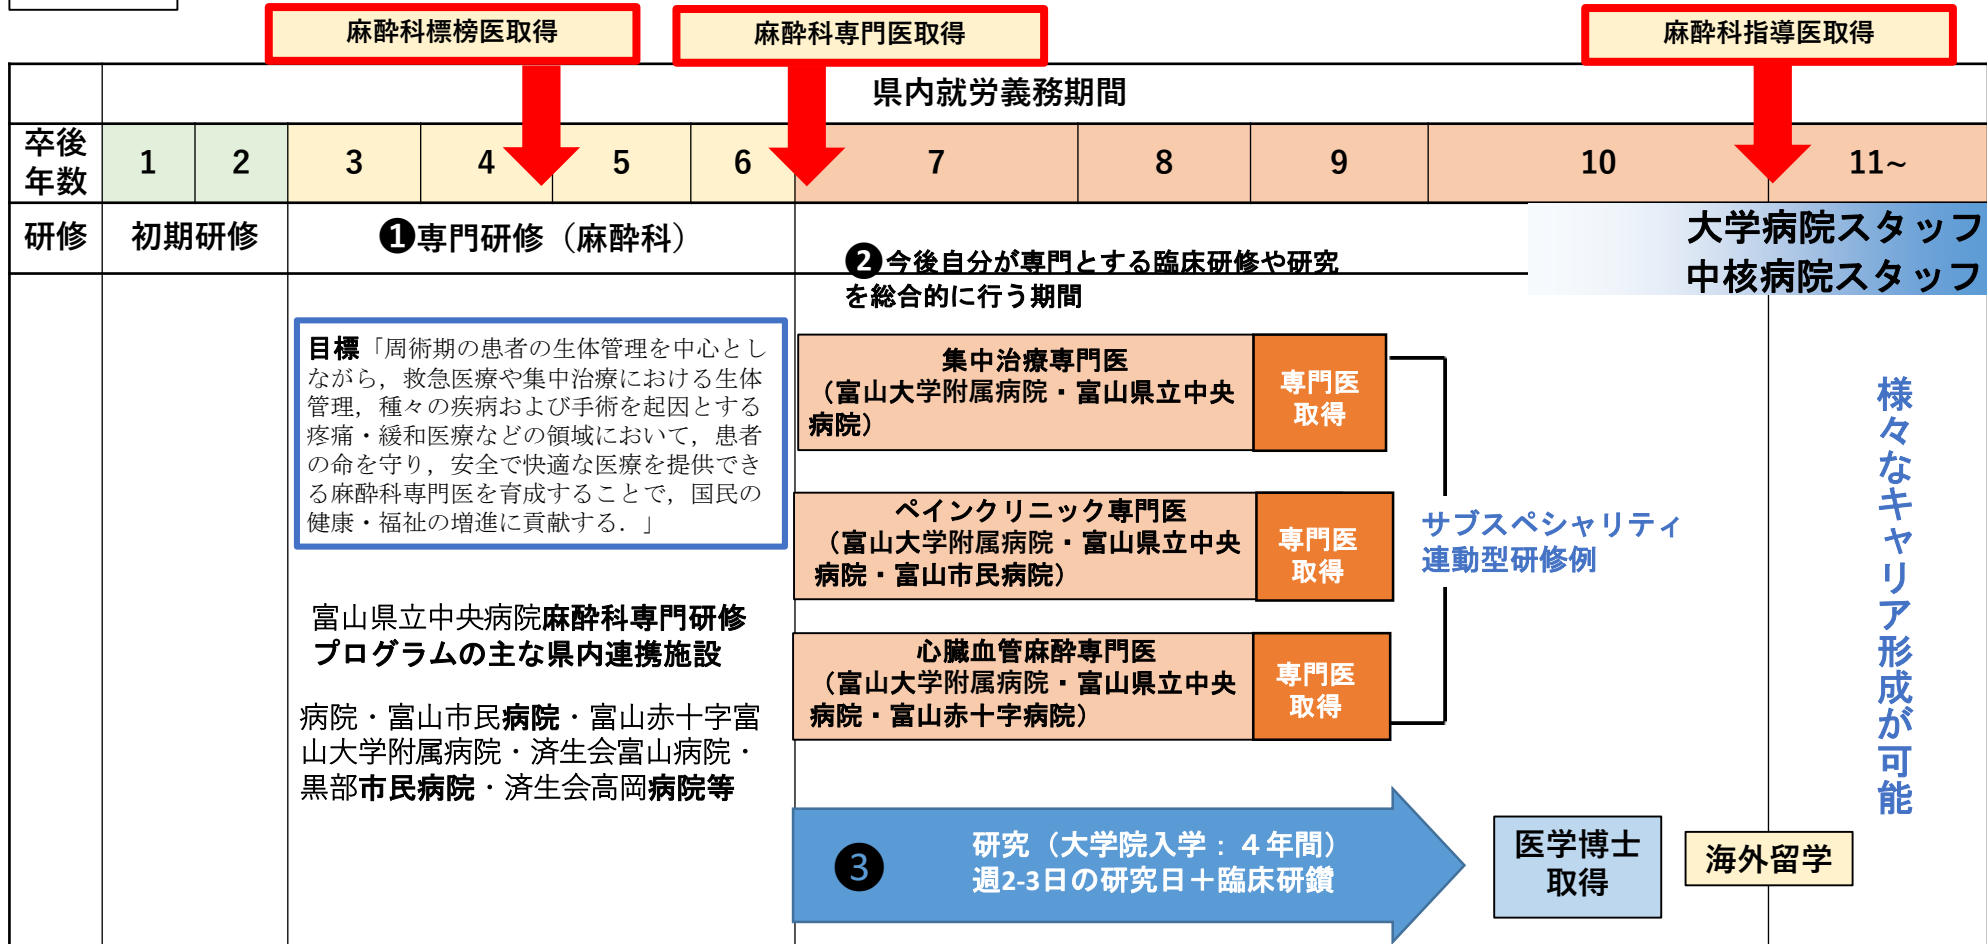 麻酔科標榜医取得
麻酔科専門医取得
麻酔科指導医取得
県内就労義務期間
卒後
年数
1
2
3
4
5
6
7
8
9
10
11~
研修
初期研修
❶専門研修（麻酔科）
❷今後自分が専門とする臨床研修や研究
を総合的に行う期間
大学病院スタッフ
中核病院スタッフ
目標「周術期の患者の生体管理を中心とし
ながら，救急医療や集中治療における生体
管理，種々の疾病および手術を起因とする
疼痛・緩和医療などの領域において，患者
の命を守り，安全で快適な医療を提供でき
る麻酔科専門医を育成することで，国民の
健康・福祉の増進に貢献する．」
富山県立中央病院麻酔科専門研修
プログラムの主な県内連携施設
病院・富山市民病院・富山赤十字富
山大学附属病院・済生会富山病院・
黒部市民病院・済生会高岡病院等
集中治療専門医
（富山大学附属病院・富山県立中央
病院）
専門医
取得
ペインクリニック専門医
（富山大学附属病院・富山県立中央
病院・富山市民病院）
専門医
取得
心臓血管麻酔専門医
（富山大学附属病院・富山県立中央
病院・富山赤十字病院）
専門医
取得
サブスペシャリティ
連動型研修例
様々なキャリア形成が可能
❸
研究（大学院入学：４年間）
週2-3日の研究日＋臨床研鑽
医学博士
取得
海外留学